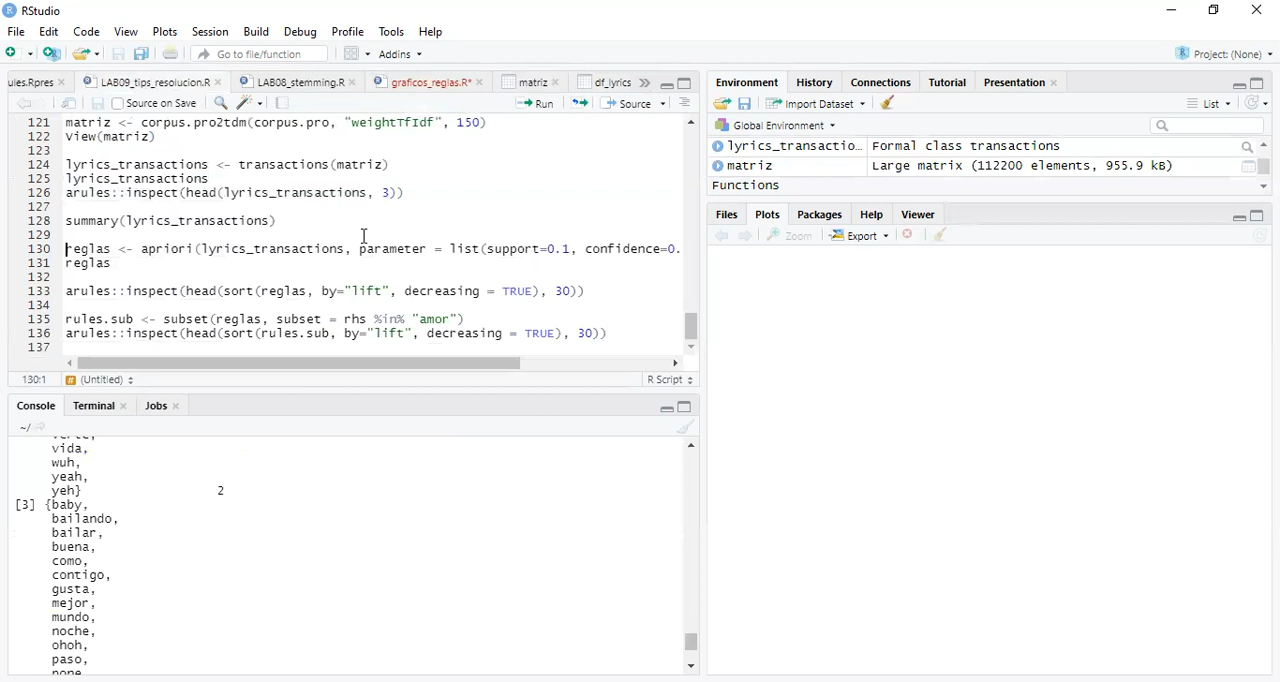 RStudio
File Edit Code View Plots Session Build Debug Profile Tools Help
Go to file/function Addins Project: (None)
ules.Rpres LAB09_tips_resolucion.R LAB08_stemming.R graficos_reglas.R* matriz df_lyrics
Source on Save Run Source
121 matriz <- corpus.pro2tdm(corpus.pro, "weightTfIdf", 150)
122 View(matriz)
123
124 lyrics_transactions <- transactions(matriz)
125 lyrics_transactions
126 arules::inspect(head(lyrics_transactions, 3))
127
128 summary(lyrics_transactions)
129
130 reglas <- apriori(lyrics_transactions, parameter = list(support=0.1, confidence=0.
131 reglas
132
133 arules::inspect(head(sort(reglas, by="lift", decreasing = TRUE), 30))
134
135 rules.sub <- subset(reglas, subset = rhs %in% "amor")
136 arules::inspect(head(sort(rules.sub, by="lift", decreasing = TRUE), 30))
137
130:1 (Untitled) R Script
Console Terminal Jobs
~/
verte,
vida,
wuh,
yeah,
yeh} 2
[3] {baby,
bailando,
bailar,
buena,
como,
contigo,
gusta,
mejor,
mundo,
noche,
ohoh,
paso,
pone
Environment History Connections Tutorial Presentation
Import Dataset List
Global Environment
lyrics_transactio... Formal class transactions
matriz Large matrix (112200 elements, 955.9 kB)
Functions
Files Plots Packages Help Viewer
Zoom Export